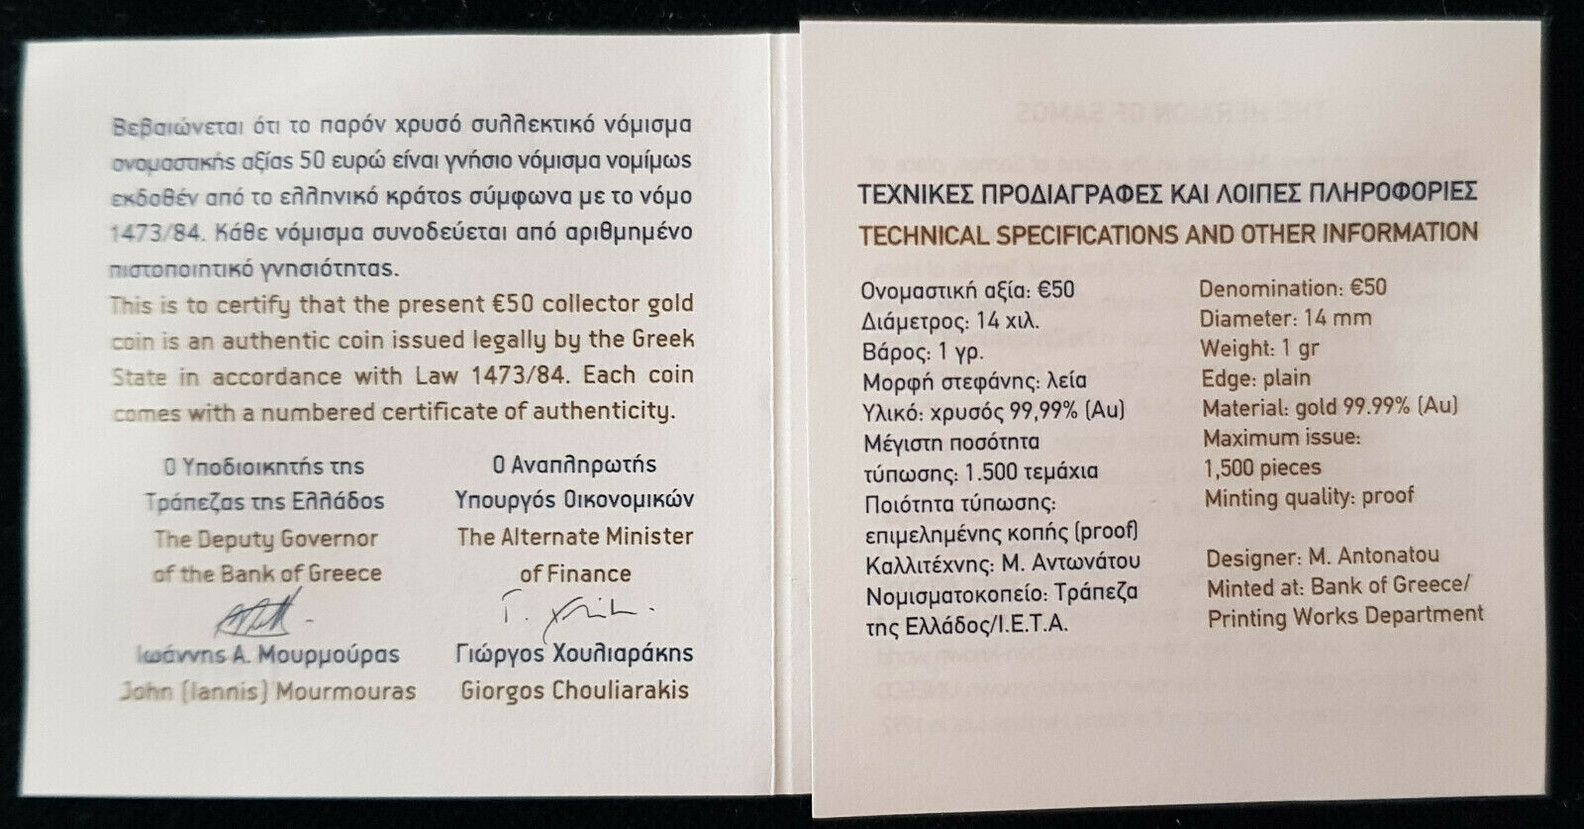 Βεβαιώνεται ότι το παρόν χρυσό συλλεκτικό νόμισμα
ονομαστικής αξίας 50 ευρώ είναι γνήσιο νόμισμα νομίμως
εκδοθέν από το ελληνικό κράτος σύμφωνα με το νόμο
1473/84. Κάθε νόμισμα συνοδεύεται από αριθμημένο
πιστοποιητικό γνησιότητας.
This is to certify that the present €50 collector gold
coin is an authentic coin issued legally by the Greek
State in accordance with Law 1473/84. Each coin
comes with a numbered certificate of authenticity.
Ο Υποδιοικητής της
Τράπεζας της Ελλάδος
The Deputy Governor
of the Bank of Greece
Ιωάννης Α. Μουρμούρας
John (Iannis) Mourmouras
Ο Αναπληρωτής
Υπουργός Οικονομικών
The Alternate Minister
of Finance
Γιώργος Χουλιαράκης
Giorgos Chouliarakis
THE HERAION OF SAMOS
ΤΕΧΝΙΚΕΣ ΠΡΟΔΙΑΓΡΑΦΕΣ ΚΑΙ ΛΟΙΠΕΣ ΠΛΗΡΟΦΟΡΙΕΣ
TECHNICAL SPECIFICATIONS AND OTHER INFORMATION
Ονομαστική αξία: €50
Διάμετρος: 14 χιλ.
Βάρος: 1 γρ.
Μορφή στεφάνης: λεία
Υλικό: χρυσός 99,99% (Au)
Μέγιστη ποσότητα
τύπωσης: 1.500 τεμάχια
Ποιότητα τύπωσης:
επιμελημένης κοπής (proof)
Καλλιτέχνης: Μ. Αντωνάτου
Νομισματοκοπείο: Τράπεζα
της Ελλάδος/Ι.Ε.Τ.Α.
Denomination: €50
Diameter: 14 mm
Weight: 1 gr
Edge: plain
Material: gold 99.99% (Au)
Maximum issue:
1,500 pieces
Minting quality: proof
Designer: M. Antonatou
Minted at: Bank of Greece/
Printing Works Department